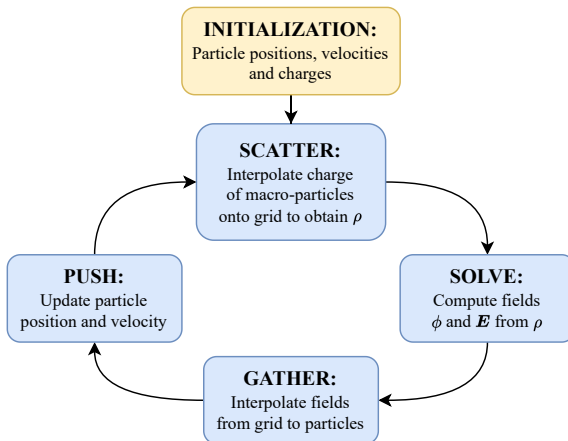 INITIALIZATION:
Particle positions, velocities
and charges
SCATTER:
Interpolate charge
of macro-particles
onto grid to obtain ρ
PUSH:
Update particle
position and velocity
SOLVE:
Compute fields
ϕ and E from ρ
GATHER:
Interpolate fields
from grid to particles